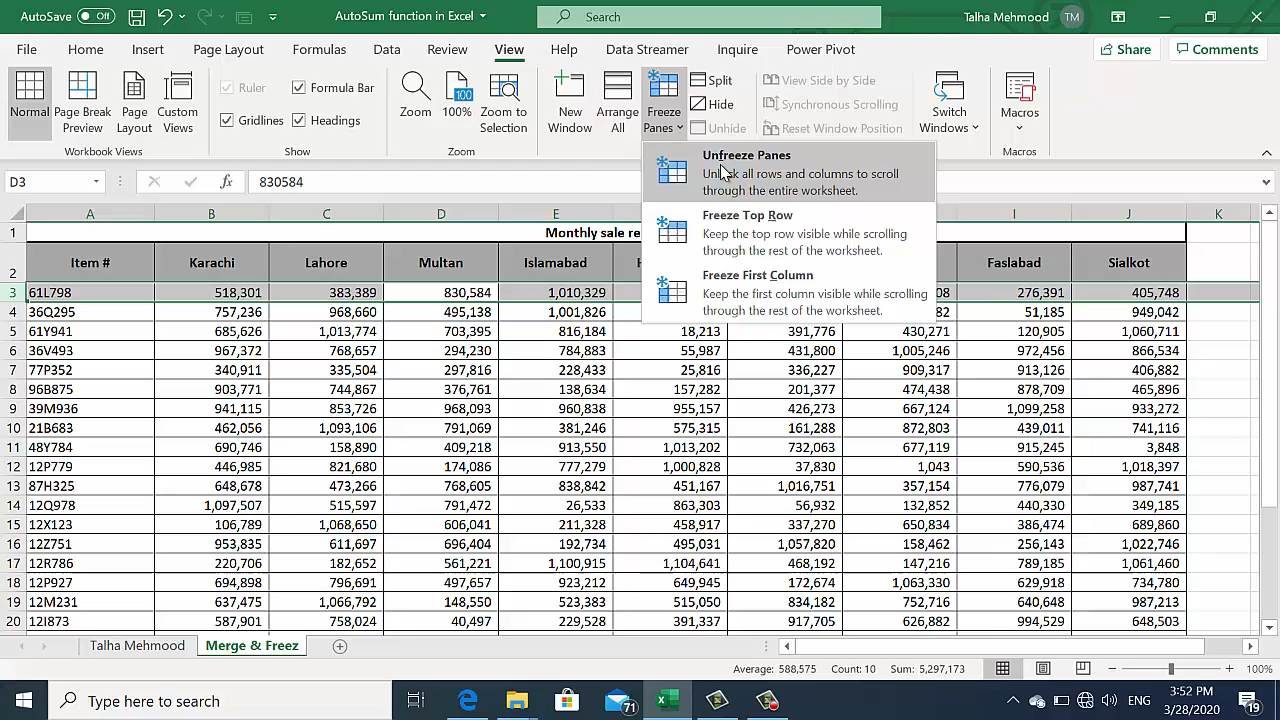 AutoSave Off AutoSum function in Excel Search Talha Mehmood TM
File Home Insert Page Layout Formulas Data Review View Help Data Streamer Inquire Power Pivot Share Comments
Normal Page Break Preview Page Layout Custom Views
Workbook Views
Ruler Formula Bar
Gridlines Headings
Show
Zoom 100% Zoom to Selection
Zoom
New Window Arrange All Freeze Panes
Split
Hide
Unhide
View Side by Side
Synchronous Scrolling
Reset Window Position
Switch Windows
Macros
Macros
Unfreeze Panes
all rows and columns to scroll
through the entire worksheet.
Freeze Top Row
Keep the top row visible while scrolling
through the rest of the worksheet.
Freeze First Column
Keep the first column visible while scrolling
through the rest of the worksheet.
D3 fx 830584
A B C D E I J K
1 Monthly sale
2 Item # Karachi Lahore Multan Islamabad Faslabad Sialkot
3 61L798 518,301 383,389 830,584 1,010,329 276,391 405,748
4 36Q295 757,236 968,660 495,138 1,001,826 51,185 949,042
5 61Y941 685,626 1,013,774 703,395 816,184 18,213 391,776 430,271 120,905 1,060,711
6 36V493 967,372 768,657 294,230 784,883 55,987 431,800 1,005,246 972,456 866,534
7 77P352 340,911 335,504 297,816 228,433 25,816 336,227 909,317 913,126 406,882
8 96B875 903,771 744,867 376,761 138,634 157,282 201,377 474,438 878,709 465,896
9 39M936 941,115 853,726 968,093 960,838 955,157 426,273 667,124 1,099,258 933,272
10 21B683 462,056 1,093,106 791,069 381,246 575,315 161,288 872,803 439,011 741,116
11 48Y784 690,746 158,890 409,218 913,550 1,013,202 732,063 677,119 915,245 3,848
12 12P779 446,985 821,680 174,086 777,279 1,000,828 37,830 1,043 590,536 1,018,397
13 87H325 648,678 473,266 768,605 838,842 451,167 1,016,751 357,154 776,079 987,741
14 12Q978 1,097,507 515,597 791,472 26,533 863,303 56,932 132,852 440,330 349,185
15 12X123 106,789 1,068,650 606,041 211,328 458,917 337,270 650,834 386,474 689,860
16 12Z751 953,835 611,697 696,404 192,734 495,031 1,057,820 158,462 256,143 1,022,746
17 12R786 220,706 182,652 561,221 1,100,915 1,104,641 468,192 147,216 789,185 1,061,460
18 12P927 694,898 796,691 497,657 923,212 649,945 172,674 1,063,330 629,918 734,780
19 12M231 637,475 1,066,792 148,550 523,383 515,050 834,182 752,716 640,648 987,213
20 12I873 587,901 758,024 40,497 229,528 391,337 917,705 626,882 994,529 648,503
Talha Mehmood Merge & Freez
Average: 588,575 Count: 10 Sum: 5,297,173 100%
Type here to search 71 ENG 3:52 PM
3/28/2020 19